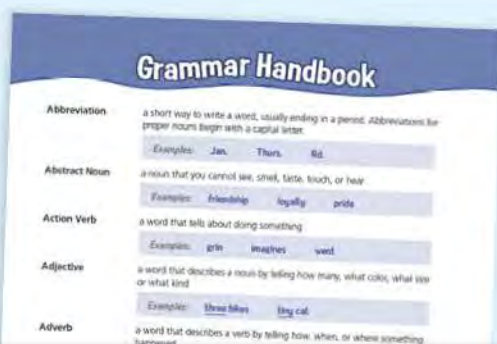 Grammar Handbook
Abbreviation
a short way to write a word, usually ending in a period. Abbreviations for
proper nouns begin with a capital letter.
Examples: Jan. Thurs. Rd.
Abstract Noun
a noun that you cannot see, smell, taste, touch, or hear
Examples: friendship loyalty pride
Action Verb
a word that tells about doing something
Examples: grin imagines went
Adjective
a word that describes a noun by telling how many, what color, what size
or what kind
Examples: three bikes tiny cat
Adverb
a word that describes a verb by telling how, when, or where something
happened